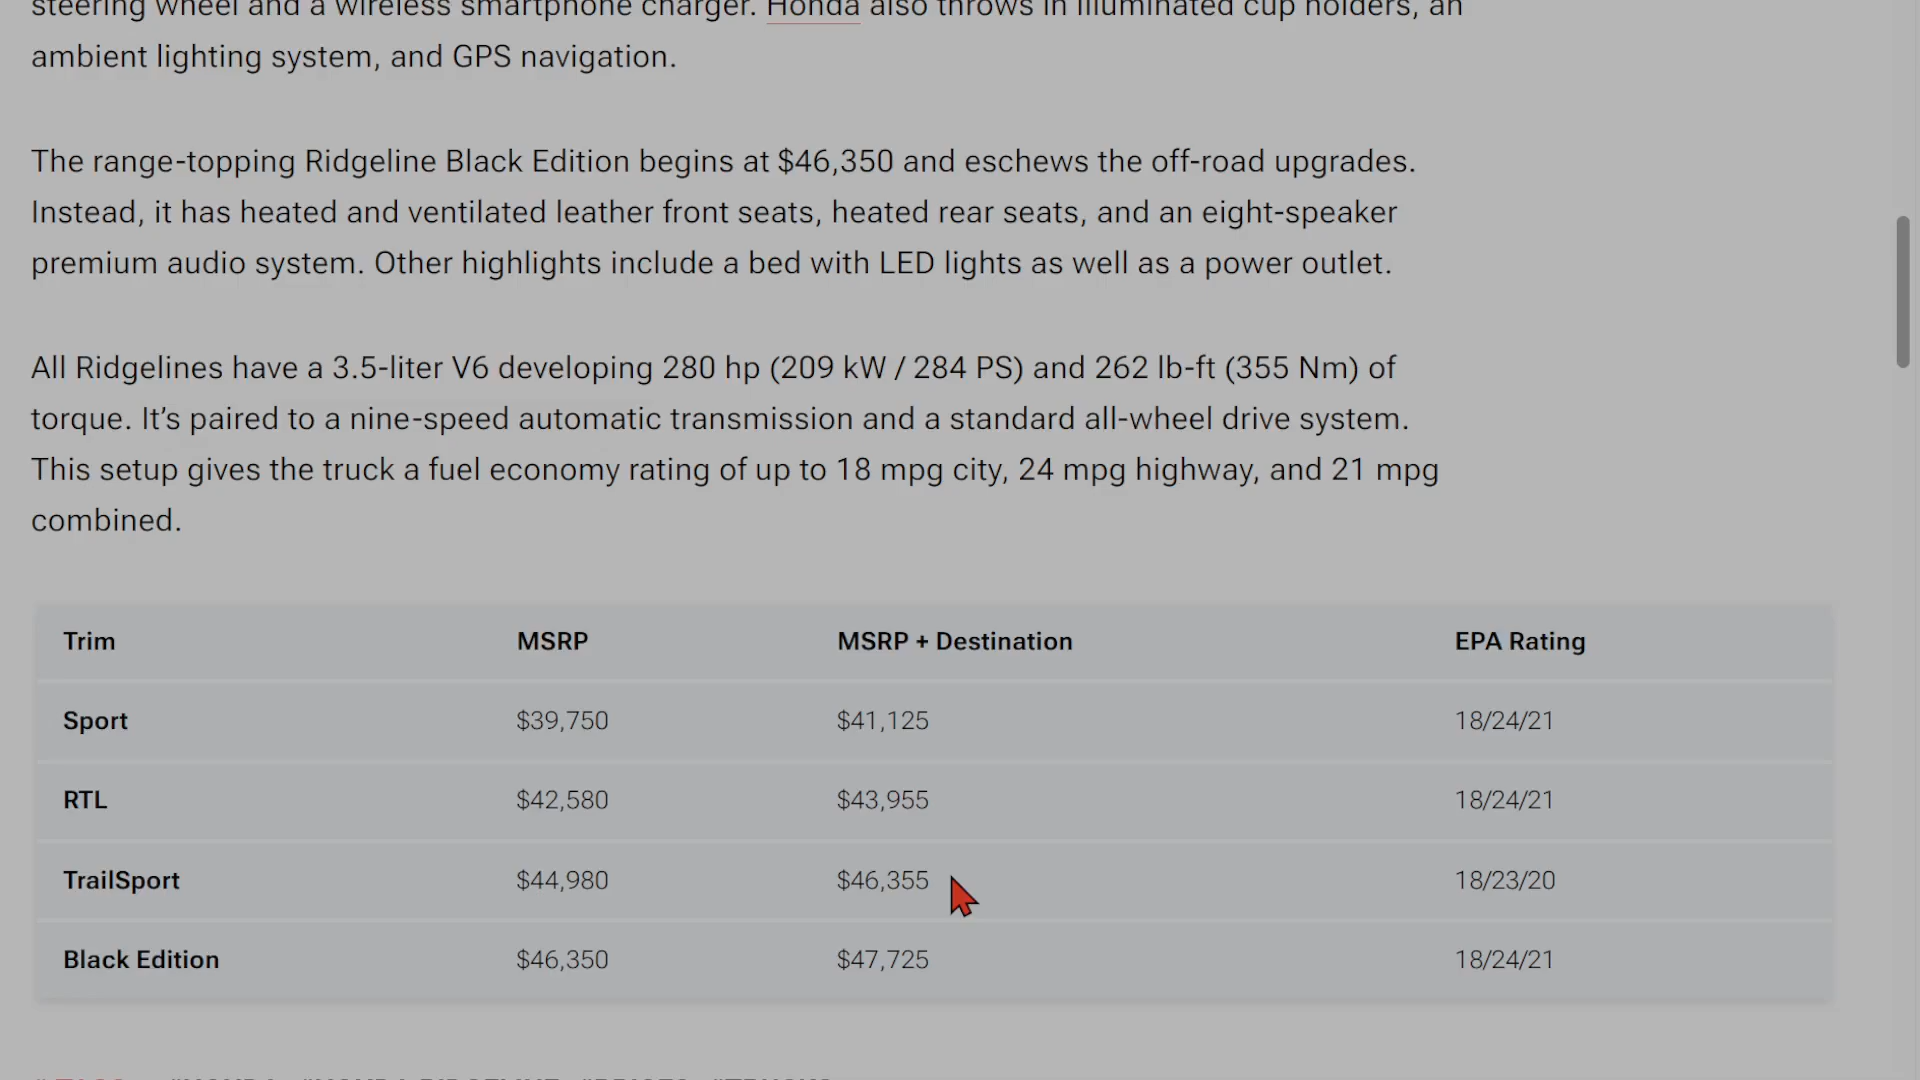 steering wheel and a wireless smartphone charger. Honda also throws in illuminated cup holders, an
ambient lighting system, and GPS navigation.
The range-topping Ridgeline Black Edition begins at $46,350 and eschews the off-road upgrades.
Instead, it has heated and ventilated leather front seats, heated rear seats, and an eight-speaker
premium audio system. Other highlights include a bed with LED lights as well as a power outlet.
All Ridgelines have a 3.5-liter V6 developing 280 hp (209 kW / 284 PS) and 262 lb-ft (355 Nm) of
torque. It’s paired to a nine-speed automatic transmission and a standard all-wheel drive system.
This setup gives the truck a fuel economy rating of up to 18 mpg city, 24 mpg highway, and 21 mpg
combined.
Trim MSRP MSRP + Destination EPA Rating
Sport $39,750 $41,125 18/24/21
RTL $42,580 $43,955 18/24/21
TrailSport $44,980 $46,355 18/23/20
Black Edition $46,350 $47,725 18/24/21